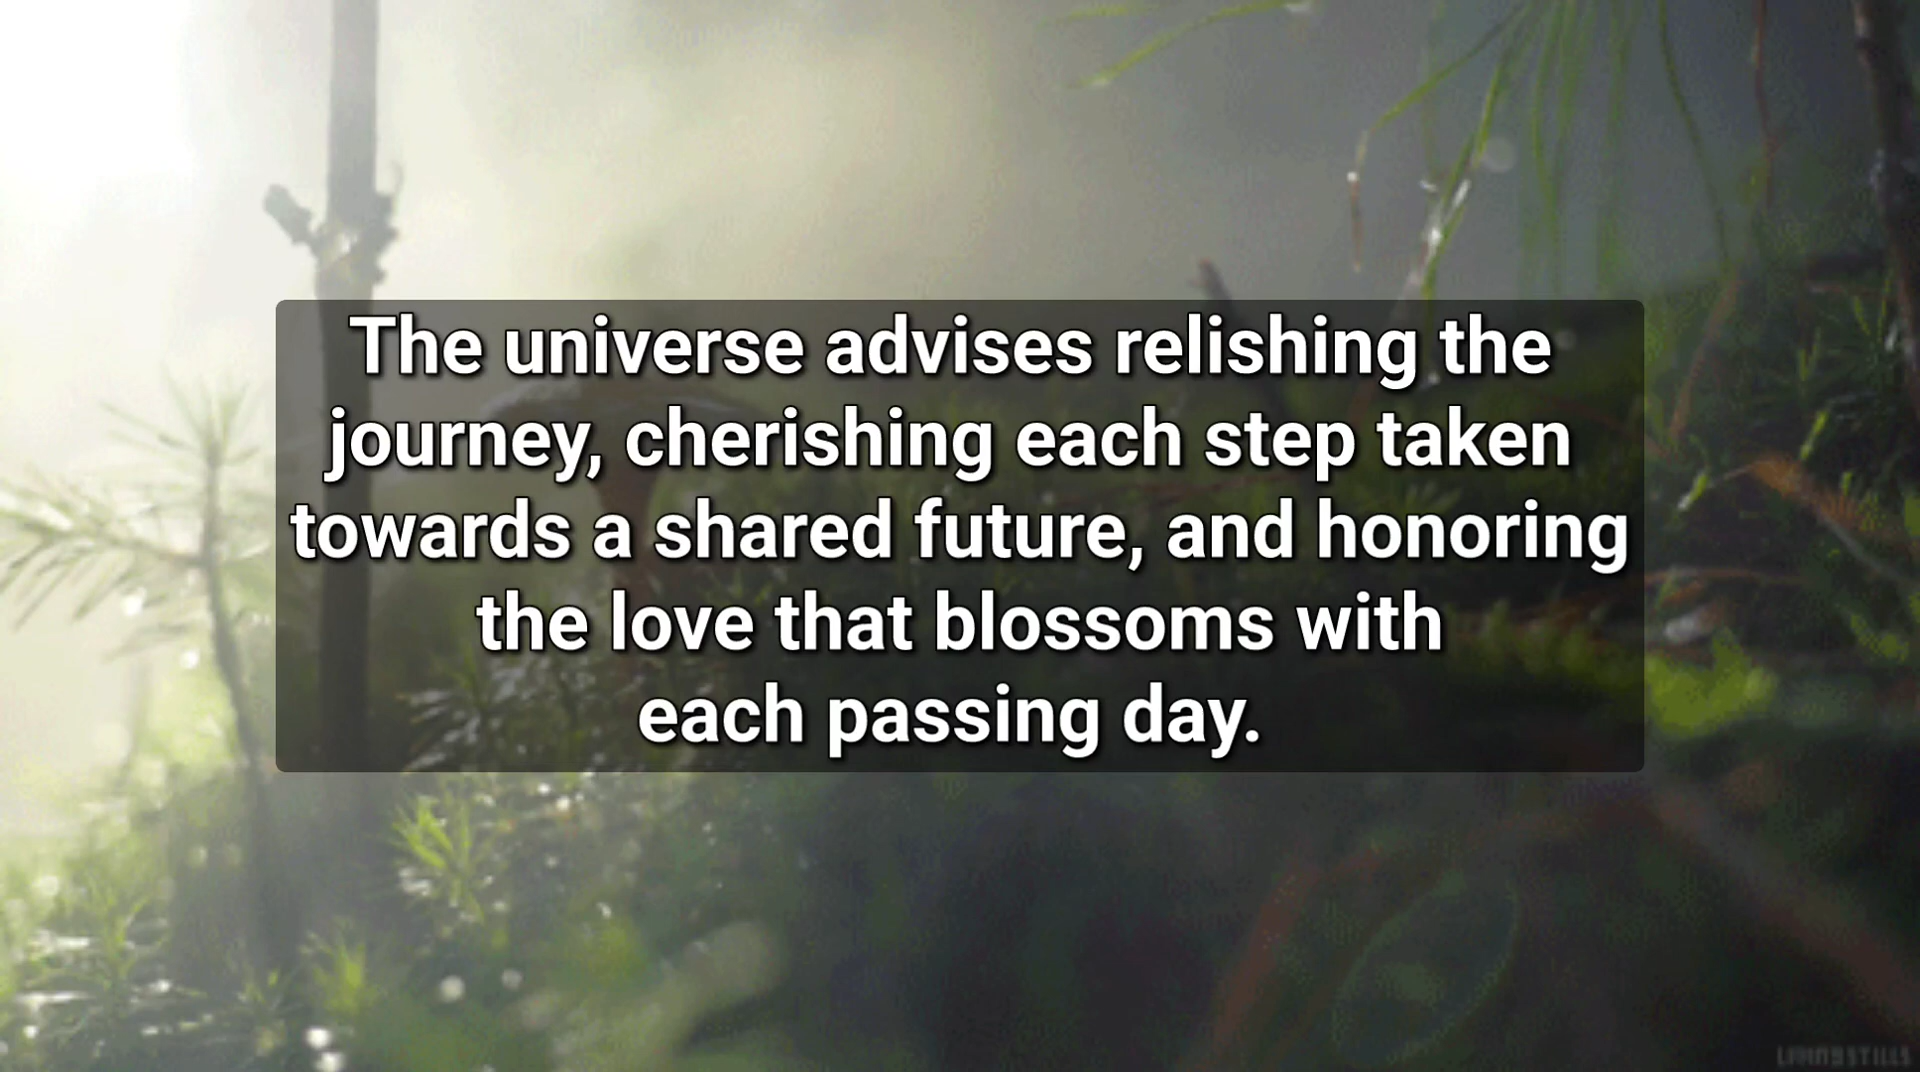 The universe advises relishing the
journey, cherishing each step taken
towards a shared future, and honoring
the love that blossoms with
each passing day.
LIVINGSTILLS